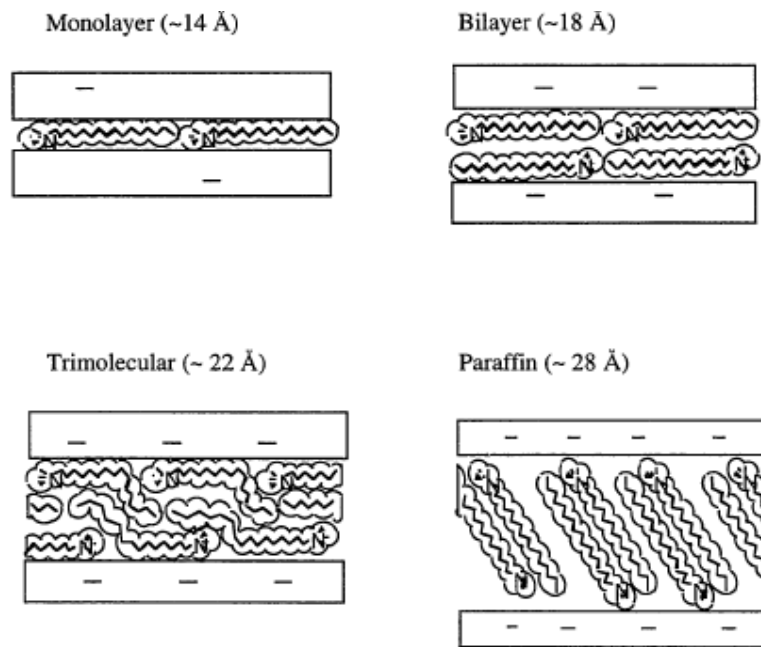 Monolayer (~14 Å)
Bilayer (~18 Å)
N N
N N
N N
Trimolecular (~ 22 Å)
Paraffin (~ 28 Å)
N N N
N N
N N N
N N N